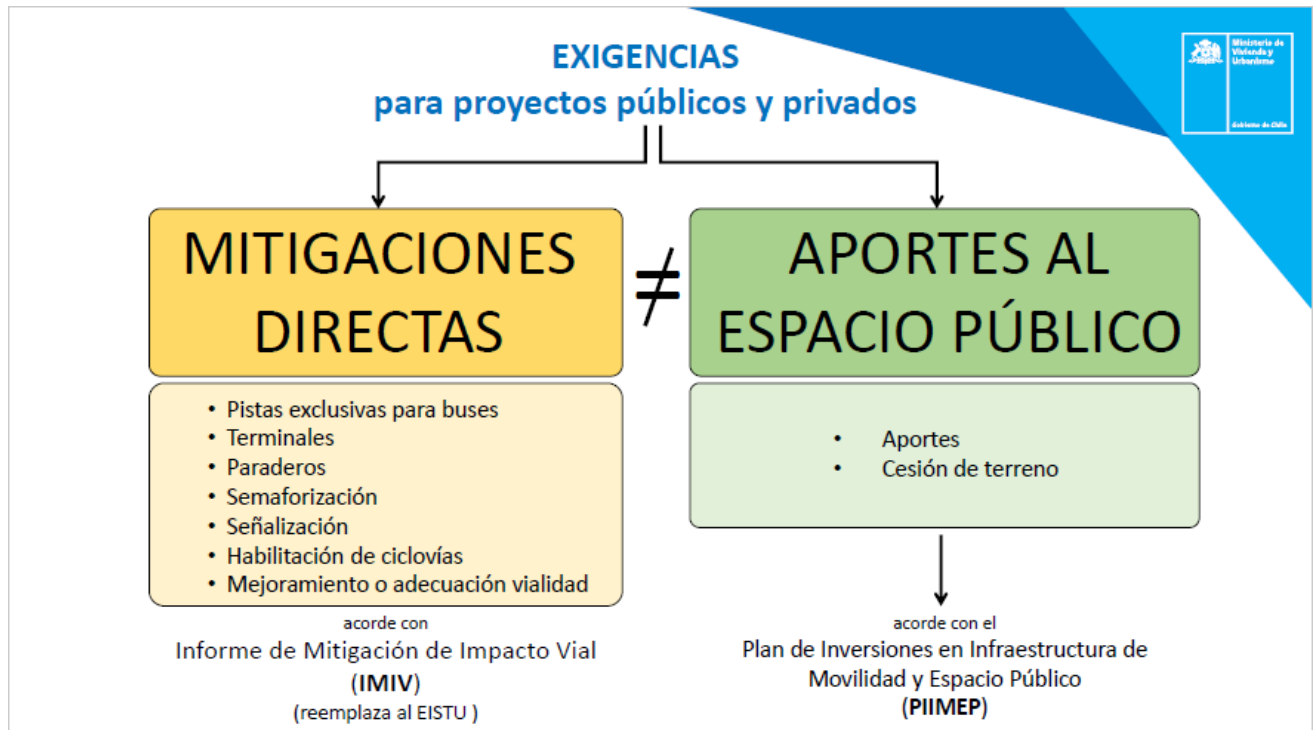 EXIGENCIAS
para proyectos públicos y privados
Ministerio de
Vivienda y
Urbanismo
Gobierno de Chile
MITIGACIONES
DIRECTAS
≠
APORTES AL
ESPACIO PÚBLICO
• Pistas exclusivas para buses
• Terminales
• Paraderos
• Semaforización
• Señalización
• Habilitación de ciclovías
• Mejoramiento o adecuación vialidad
• Aportes
• Cesión de terreno
acorde con
Informe de Mitigación de Impacto Vial
(IMIV)
(reemplaza al EISTU )
acorde con el
Plan de Inversiones en Infraestructura de
Movilidad y Espacio Público
(PIIMEP)